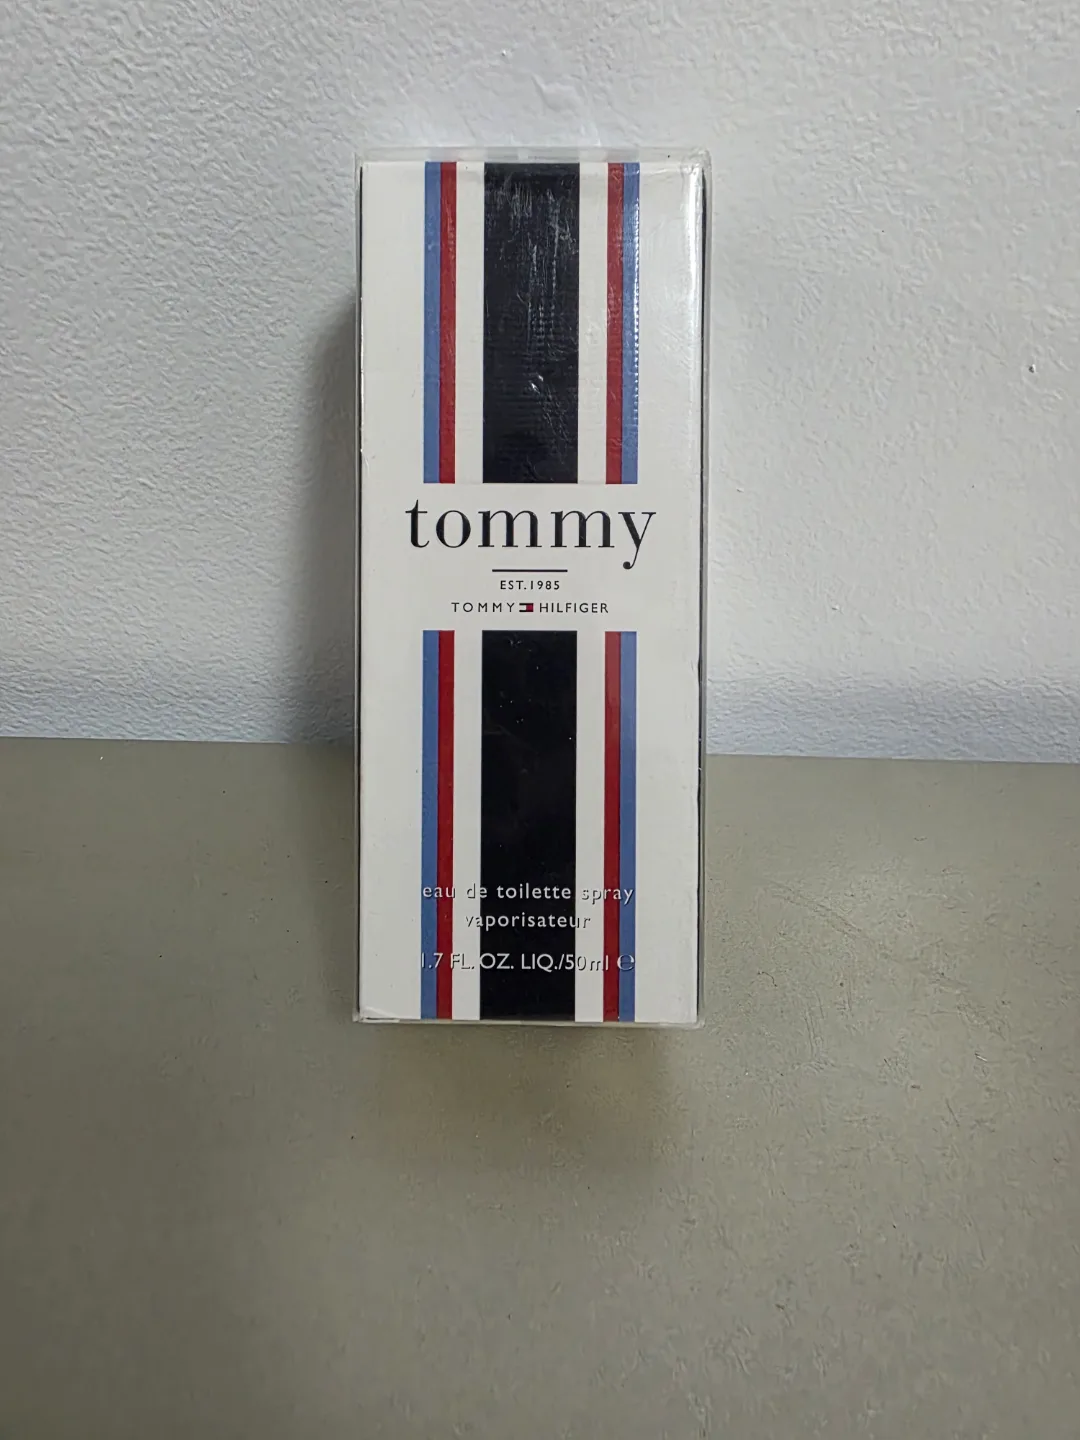 tommy
EST.1985
TOMMY HILFIGER
eau de toilette spray
vaporisateur
1.7 FL. OZ. LIQ./50ml ℮